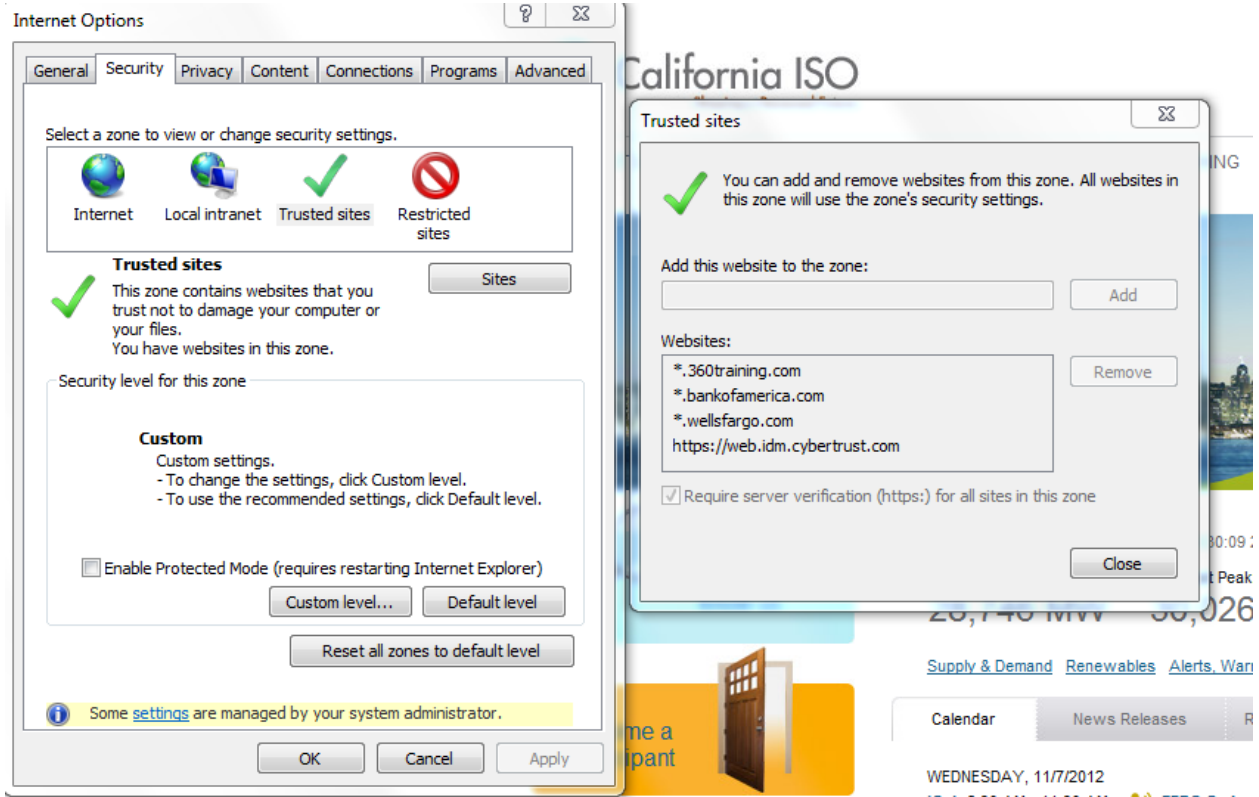 Internet Options
General Security Privacy Content Connections Programs Advanced
Select a zone to view or change security settings.
Internet
Local intranet
Trusted sites
Restricted
sites
Trusted sites
This zone contains websites that you
trust not to damage your computer or
your files.
You have websites in this zone.
Sites
Security level for this zone
Custom
Custom settings.
- To change the settings, click Custom level.
- To use the recommended settings, click Default level.
Enable Protected Mode (requires restarting Internet Explorer)
Custom level... Default level
Reset all zones to default level
Some settings are managed by your system administrator.
OK Cancel Apply
California ISO
Trusted sites
You can add and remove websites from this zone. All websites in
this zone will use the zone's security settings.
Add this website to the zone:
Add
Websites:
*.360training.com
*.bankofamerica.com
*.wellsfargo.com
https://web.idm.cybertrust.com
Remove
Require server verification (https:) for all sites in this zone
Close
ING
30:09
Peak
MW
Supply & Demand Renewables Alerts,
Calendar News Releases
me a
ipant
WEDNESDAY, 11/7/2012